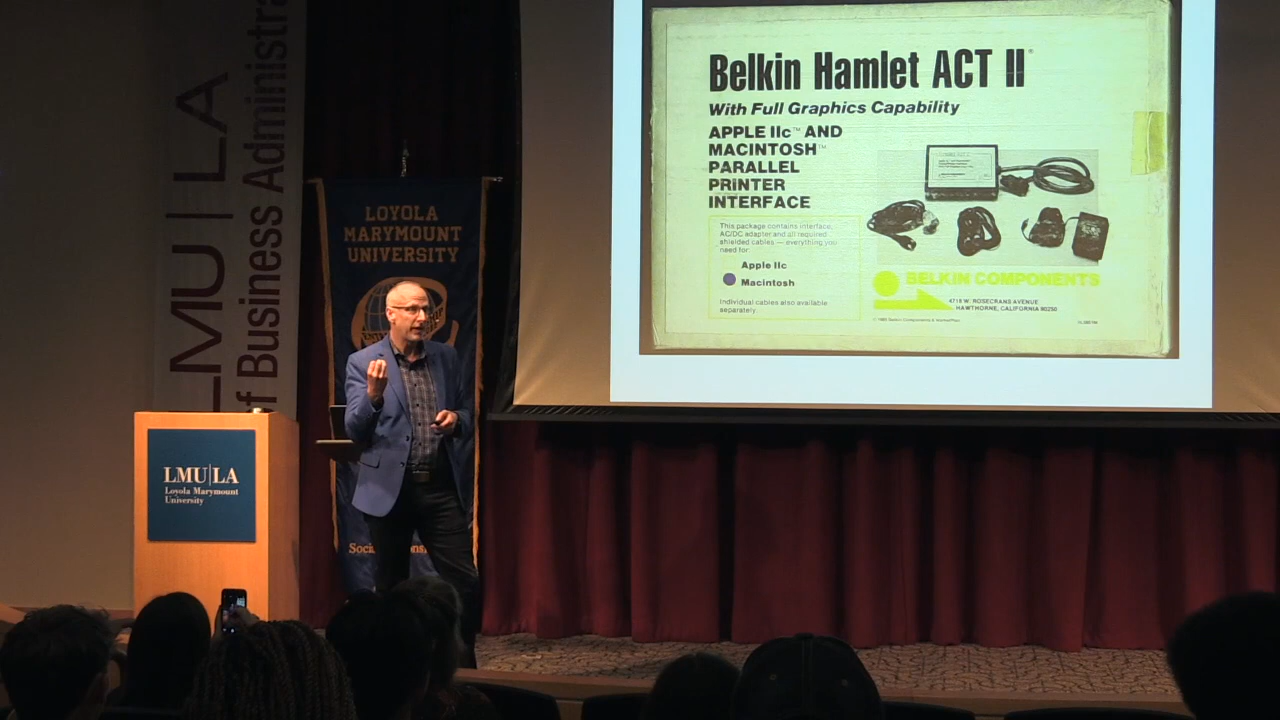 LMU | LA
of Business Administra
LOYOLA
MARYMOUNT
UNIVERSITY
LMU|LA
Loyola Marymount
University
Belkin Hamlet ACT II
With Full Graphics Capability
APPLE IIc™ AND
MACINTOSH™
PARALLEL
PRINTER
INTERFACE
This package contains interface,
AC/DC adapter and all required
shielded cables — everything you
need for:
Apple IIc
Macintosh
Individual cables also available
separately.
BELKIN COMPONENTS
4718 W. ROSECRANS AVENUE
HAWTHORNE, CALIFORNIA 90250